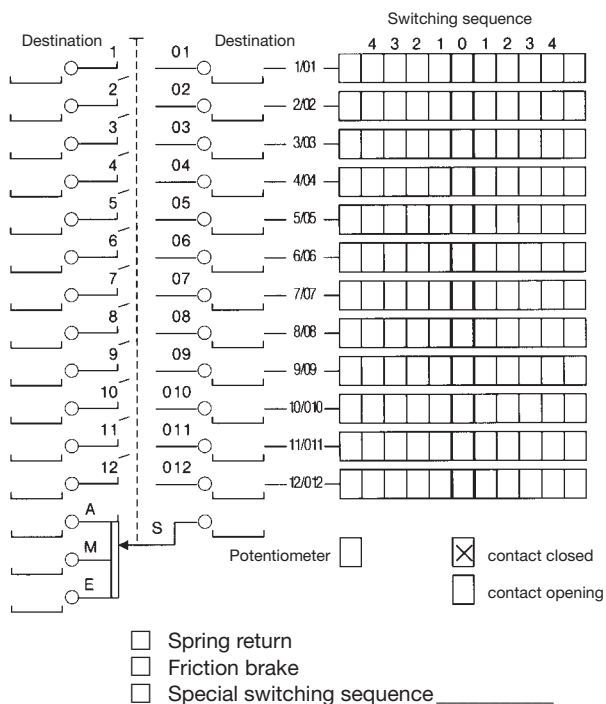 Switching sequence
Destination Destination 4 3 2 1 0 1 2 3 4
1 01 1/01
2 02 2/02
3 03 3/03
4 04 4/04
5 05 5/05
6 06 6/06
7 07 7/07
8 08 8/08
9 09 9/09
10 010 10/010
11 011 11/011
12 012 12/012
A S
M Potentiometer contact closed
E contact opening
Spring return
Friction brake
Special switching sequence